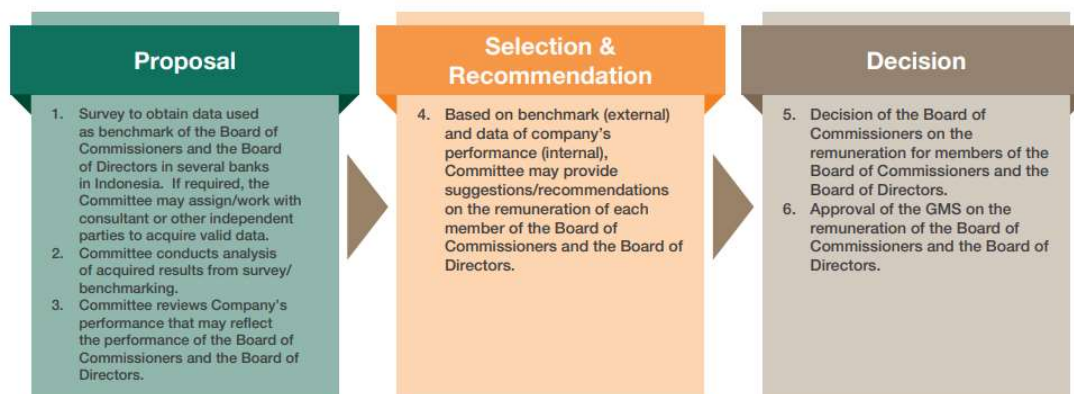 Proposal
1. Survey to obtain data used
as benchmark of the Board of
Commissioners and the Board
of Directors in several banks
in Indonesia. If required, the
Committee may assign/work with
consultant or other independent
parties to acquire valid data.
2. Committee conducts analysis
of acquired results from survey/
benchmarking.
3. Committee reviews Company's
performance that may reflect
the performance of the Board of
Commissioners and the Board of
Directors.
Selection &
Recommendation
4. Based on benchmark (external)
and data of company's
performance (internal),
Committee may provide
suggestions/recommendations
on the remuneration of each
member of the Board of
Commissioners and the Board of
Directors.
Decision
5. Decision of the Board of
Commissioners on the
remuneration for members of the
Board of Commissioners and the
Board of Directors.
6. Approval of the GMS on the
remuneration of the Board of
Commissioners and the Board of
Directors.